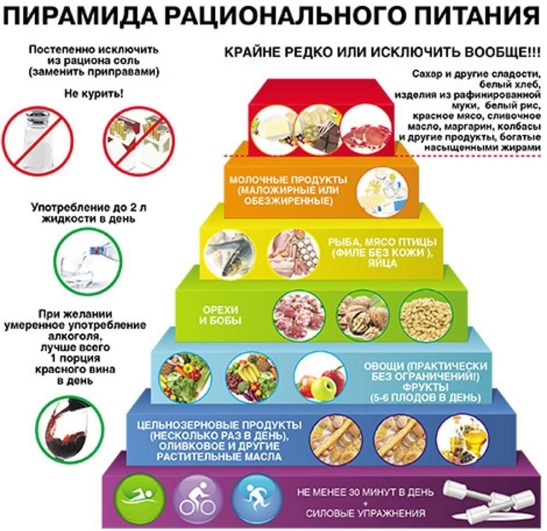 ПИРАМИДА РАЦИОНАЛЬНОГО ПИТАНИЯ
Постепенно исключить
из рациона соль
(заменить приправами)
Не курить!
КРАЙНЕ РЕДКО ИЛИ ИСКЛЮЧИТЬ ВООБЩЕ!!!
Сахар и другие сладости,
белый хлеб,
изделия из рафинированной
муки, белый рис,
красное мясо, сливочное
масло, маргарин, колбасы
и другие продукты, богатые
насыщенными жирами
МОЛОЧНЫЕ ПРОДУКТЫ
(МАЛОЖИРНЫЕ ИЛИ
ОБЕЗЖИРЕННЫЕ)
Употребление до 2 л
жидкости в день
РЫБА, МЯСО ПТИЦЫ
(ФИЛЕ БЕЗ КОЖИ ),
ЯЙЦА
ОРЕХИ
И БОБЫ
При желании
умеренное употребление
алкоголя,
лучше всего
1 порция
красного вина
в день
ОВОЩИ (ПРАКТИЧЕСКИ
БЕЗ ОГРАНИЧЕНИЙ!)
ФРУКТЫ
(5-6 ПЛОДОВ В ДЕНЬ)
ЦЕЛЬНОЗЕРНОВЫЕ ПРОДУКТЫ
(НЕСКОЛЬКО РАЗ В ДЕНЬ),
ОЛИВКОВОЕ И ДРУГИЕ
РАСТИТЕЛЬНЫЕ МАСЛА
НЕ МЕНЕЕ 30 МИНУТ В ДЕНЬ
+
СИЛОВЫЕ УПРАЖНЕНИЯ